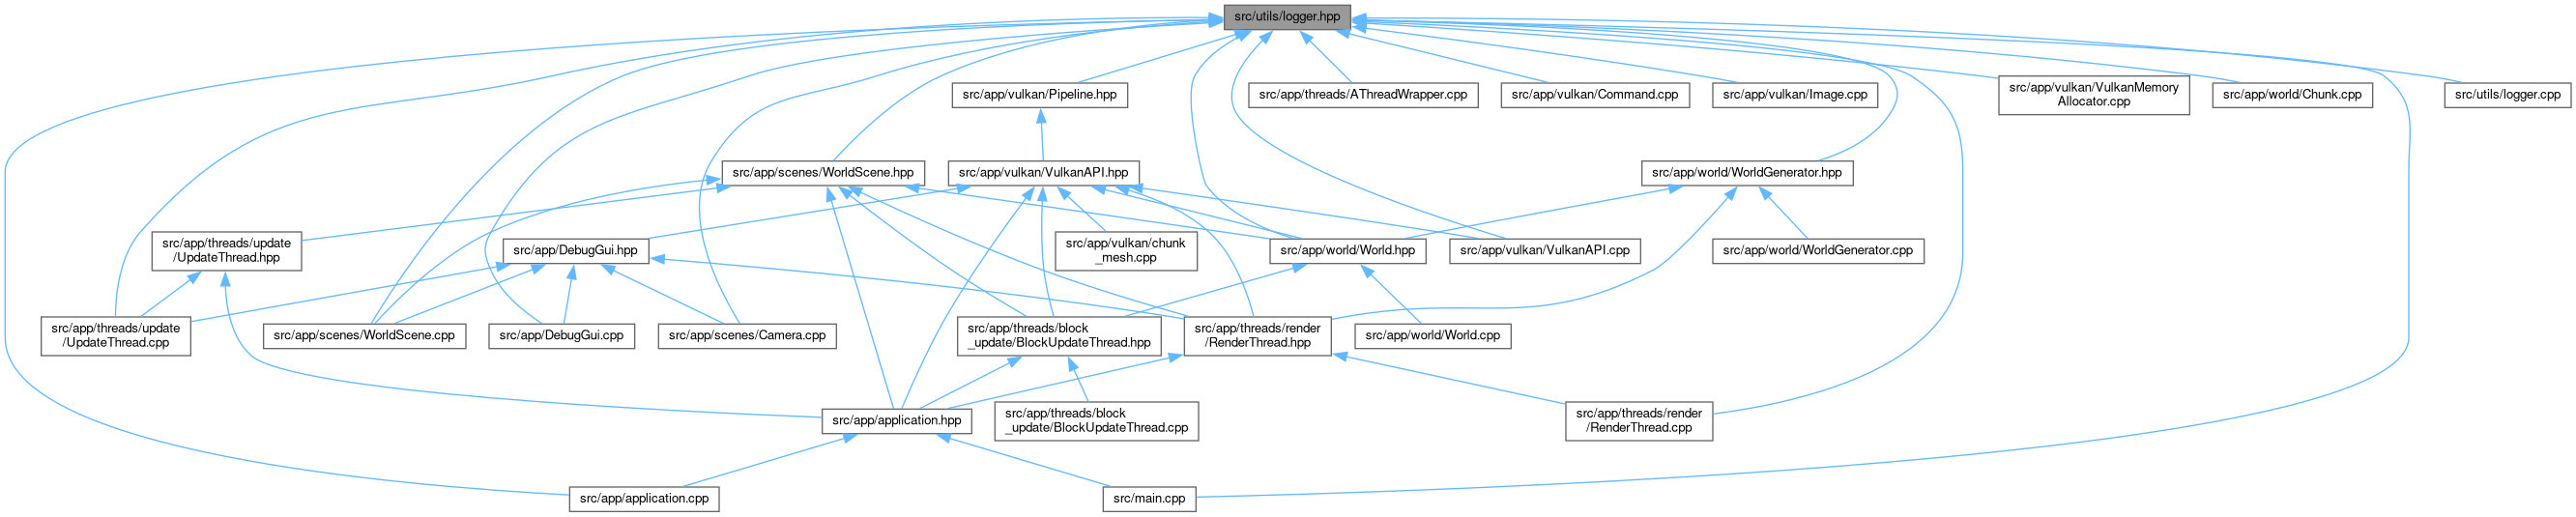 src/utils/logger.hpp
src/app/vulkan/Pipeline.hpp
src/app/threads/AThreadWrapper.cpp
src/app/vulkan/Command.cpp
src/app/vulkan/Image.cpp
src/app/vulkan/VulkanMemory
Allocator.cpp
src/app/world/Chunk.cpp
src/utils/logger.cpp
src/app/scenes/WorldScene.hpp
src/app/vulkan/VulkanAPI.hpp
src/app/world/WorldGenerator.hpp
src/app/threads/update
/UpdateThread.hpp
src/app/DebugGui.hpp
src/app/vulkan/chunk
_mesh.cpp
src/app/world/World.hpp
src/app/vulkan/VulkanAPI.cpp
src/app/world/WorldGenerator.cpp
src/app/threads/update
/UpdateThread.cpp
src/app/scenes/WorldScene.cpp
src/app/DebugGui.cpp
src/app/scenes/Camera.cpp
src/app/threads/block
_update/BlockUpdateThread.hpp
src/app/threads/render
/RenderThread.hpp
src/app/world/World.cpp
src/app/application.hpp
src/app/threads/block
_update/BlockUpdateThread.cpp
src/app/threads/render
/RenderThread.cpp
src/app/application.cpp
src/main.cpp